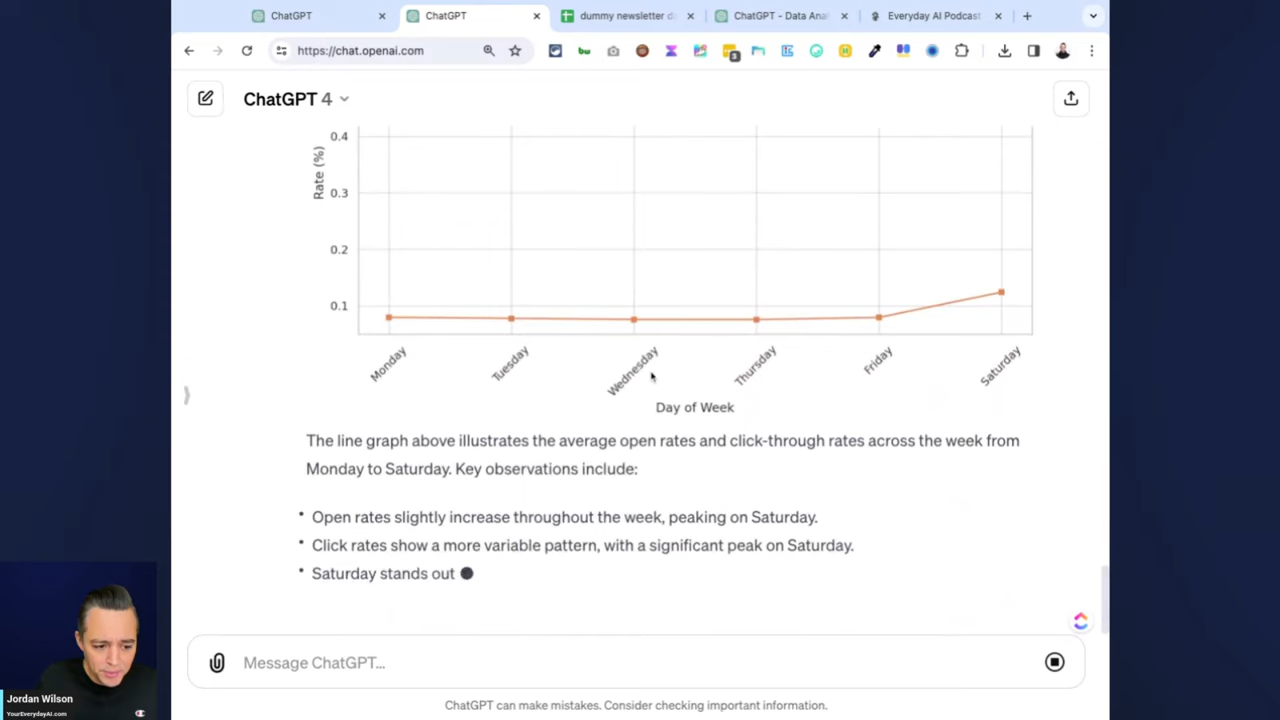 ChatGPT
ChatGPT
dummy newsletter d
ChatGPT - Data Ana
Everyday AI Podcast
https://chat.openai.com
3
ChatGPT 4
0.4
0.3
0.2
0.1
Rate (%)
Monday
Tuesday
Wednesday
Thursday
Friday
Saturday
Day of Week
The line graph above illustrates the average open rates and click-through rates across the week from
Monday to Saturday. Key observations include:
• Open rates slightly increase throughout the week, peaking on Saturday.
• Click rates show a more variable pattern, with a significant peak on Saturday.
• Saturday stands out
Message ChatGPT...
ChatGPT can make mistakes. Consider checking important information.
Jordan Wilson
YourEverydayAI.com